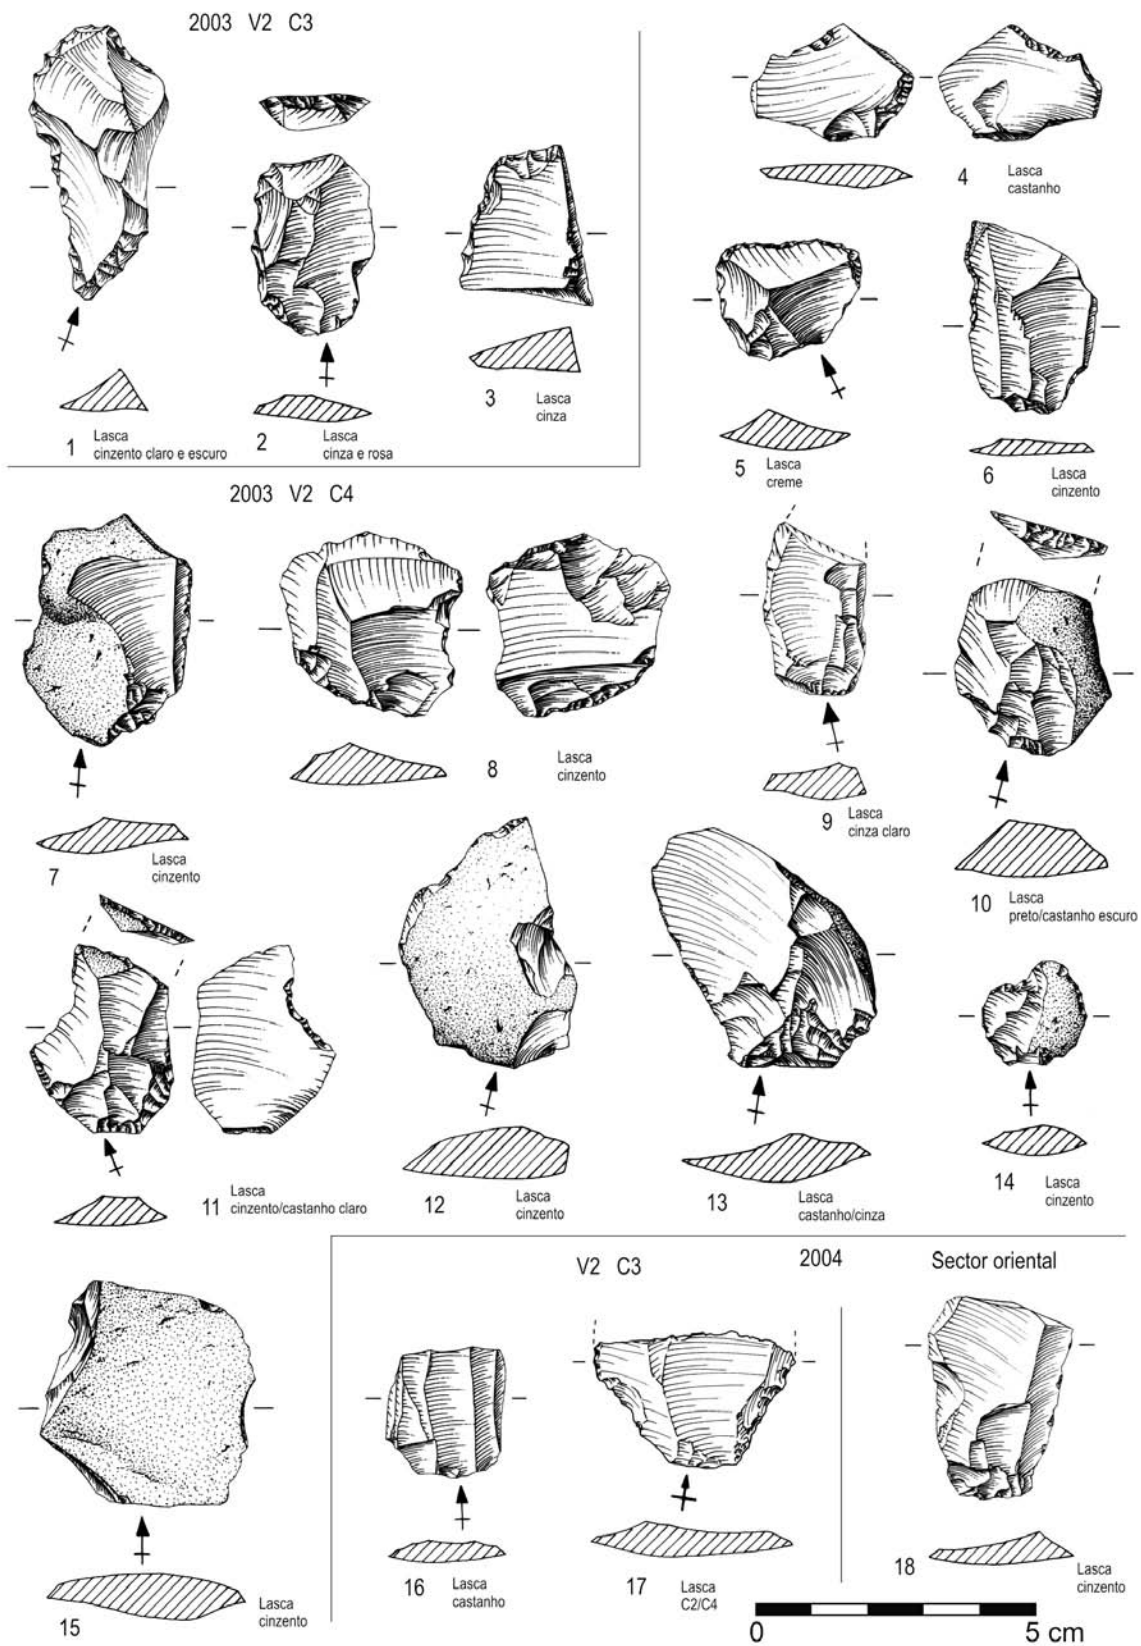 2003 V2 C3
1
Lasca
cinzento claro e escuro
2
Lasca
cinza e rosa
3
Lasca
cinza
4
Lasca
castanho
5
Lasca
creme
6
Lasca
cinzento
2003 V2 C4
7
Lasca
cinzento
8
Lasca
cinzento
9
Lasca
cinza claro
10
Lasca
preto/castanho escuro
11
Lasca
cinzento/castanho claro
12
Lasca
cinzento
13
Lasca
castanho/cinza
14
Lasca
cinzento
15
Lasca
cinzento
V2 C3
2004
Sector oriental
16
Lasca
castanho
17
Lasca
C2/C4
18
Lasca
cinzento
0 5 cm